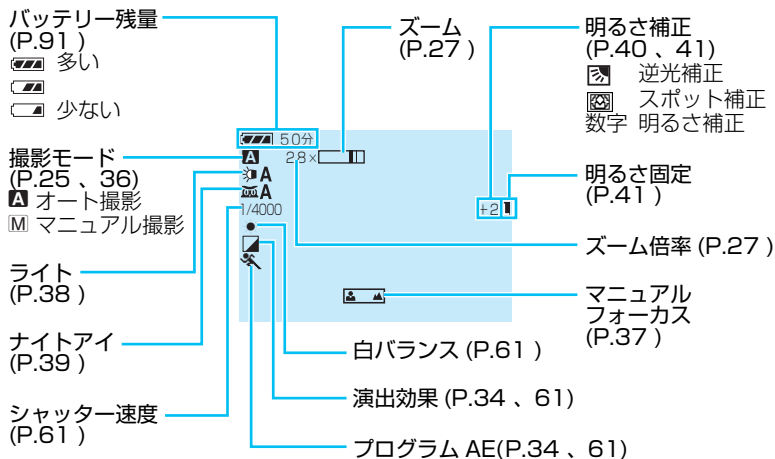 バッテリー残量
(P.91 )
多い
少ない
撮影モード
(P.25 、36)
A オート撮影
M マニュアル撮影
ライト
(P.38 )
ナイトアイ
(P.39 )
シャッター速度
(P.61 )
ズーム
(P.27 )
50分
A 28×
A
A
1/4000
+2
明るさ補正
(P.40 、41)
逆光補正
スポット補正
数字 明るさ補正
明るさ固定
(P.41 )
ズーム倍率 (P.27 )
マニュアル
フォーカス
(P.37 )
白バランス (P.61 )
演出効果 (P.34 、61)
プログラム AE(P.34 、61)